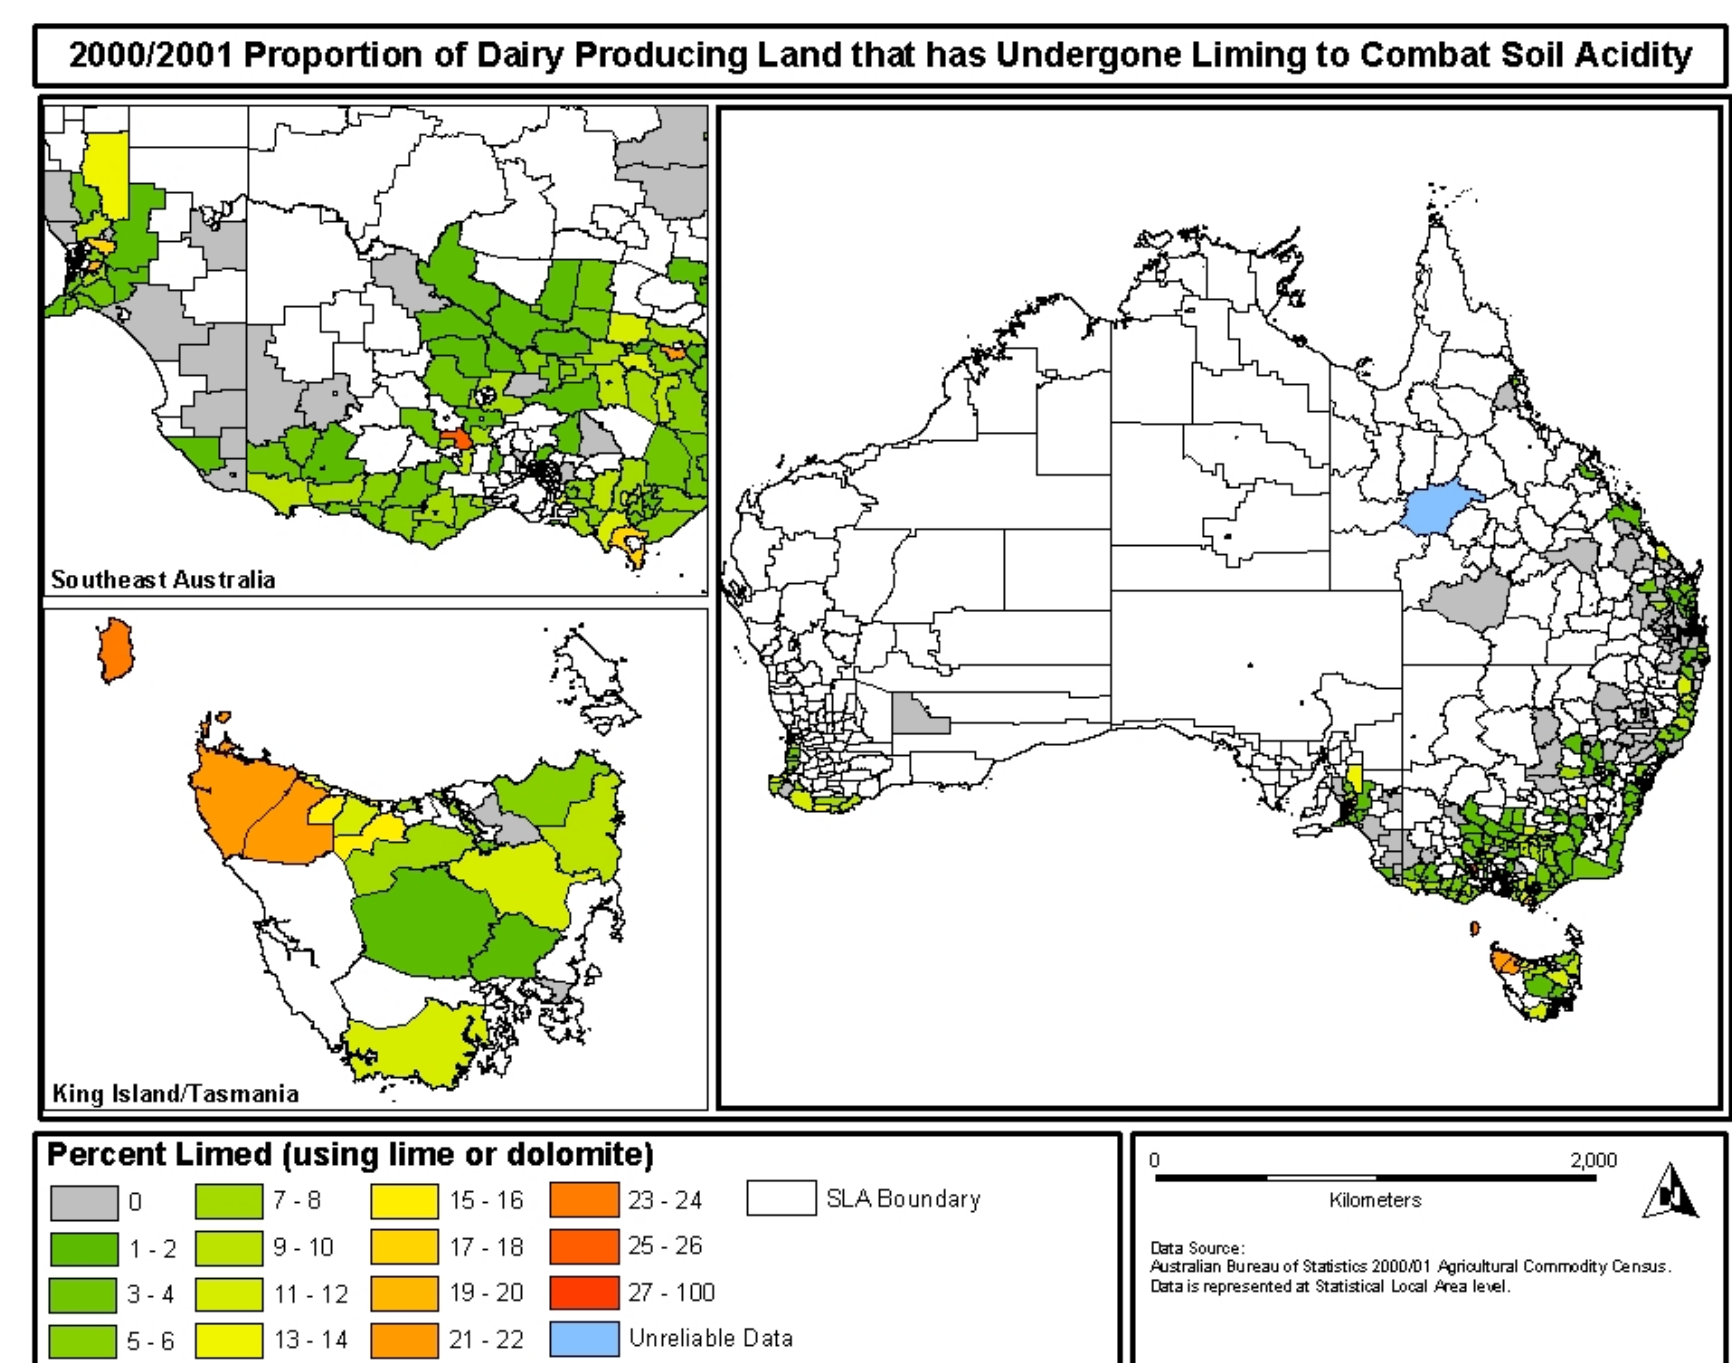 2000/2001 Proportion of Dairy Producing Land that has Undergone Liming to Combat Soil Acidity
Southeast Australia
King Island/Tasmania
Percent Limed (using lime or dolomite)
0
1 - 2
3 - 4
5 - 6
7 - 8
9 - 10
11 - 12
13 - 14
15 - 16
17 - 18
19 - 20
21 - 22
23 - 24
25 - 26
27 - 100
Unreliable Data
SLA Boundary
0 2,000
Kilometers
N
Data Source:
Australian Bureau of Statistics 2000/01 Agricultural Commodity Census.
Data is represented at Statistical Local Area level.